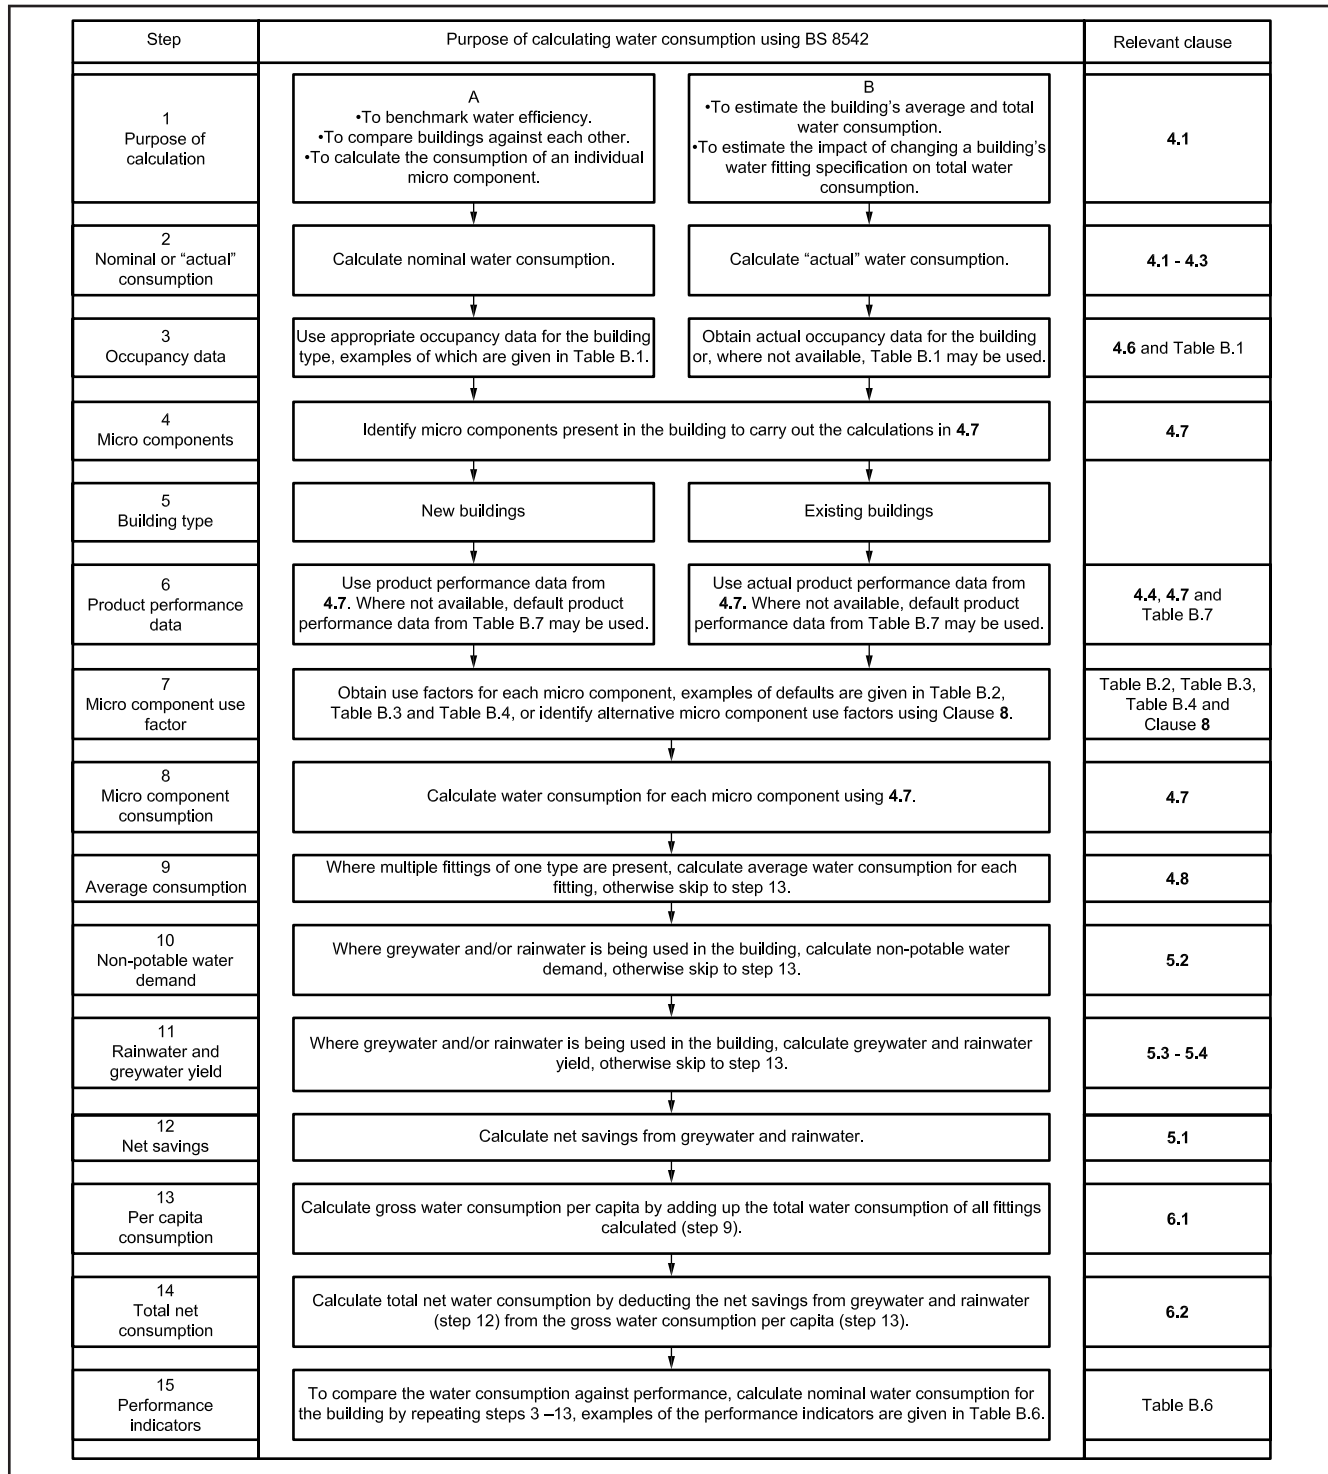 Step
Purpose of calculating water consumption using BS 8542
Relevant clause
1
Purpose of
calculation
A
•To benchmark water efficiency.
•To compare buildings against each other.
•To calculate the consumption of an individual
micro component.
B
•To estimate the building’s average and total
water consumption.
•To estimate the impact of changing a building’s
water fitting specification on total water
consumption.
4.1
2
Nominal or “actual”
consumption
Calculate nominal water consumption.
Calculate “actual” water consumption.
4.1 - 4.3
3
Occupancy data
Use appropriate occupancy data for the building
type, examples of which are given in Table B.1.
Obtain actual occupancy data for the building
or, where not available, Table B.1 may be used.
4.6 and Table B.1
4
Micro components
Identify micro components present in the building to carry out the calculations in 4.7
4.7
5
Building type
New buildings
Existing buildings
6
Product performance
data
Use product performance data from
4.7. Where not available, default product
performance data from Table B.7 may be used.
Use actual product performance data from
4.7. Where not available, default product
performance data from Table B.7 may be used.
4.4, 4.7 and
Table B.7
7
Micro component use
factor
Obtain use factors for each micro component, examples of defaults are given in Table B.2,
Table B.3 and Table B.4, or identify alternative micro component use factors using Clause 8.
Table B.2, Table B.3,
Table B.4 and
Clause 8
8
Micro component
consumption
Calculate water consumption for each micro component using 4.7.
4.7
9
Average consumption
Where multiple fittings of one type are present, calculate average water consumption for each
fitting, otherwise skip to step 13.
4.8
10
Non-potable water
demand
Where greywater and/or rainwater is being used in the building, calculate non-potable water
demand, otherwise skip to step 13.
5.2
11
Rainwater and
greywater yield
Where greywater and/or rainwater is being used in the building, calculate greywater and rainwater
yield, otherwise skip to step 13.
5.3 - 5.4
12
Net savings
Calculate net savings from greywater and rainwater.
5.1
13
Per capita
consumption
Calculate gross water consumption per capita by adding up the total water consumption of all fittings
calculated (step 9).
6.1
14
Total net
consumption
Calculate total net water consumption by deducting the net savings from greywater and rainwater
(step 12) from the gross water consumption per capita (step 13).
6.2
15
Performance
indicators
To compare the water consumption against performance, calculate nominal water consumption for
the building by repeating steps 3 –13, examples of the performance indicators are given in Table B.6.
Table B.6